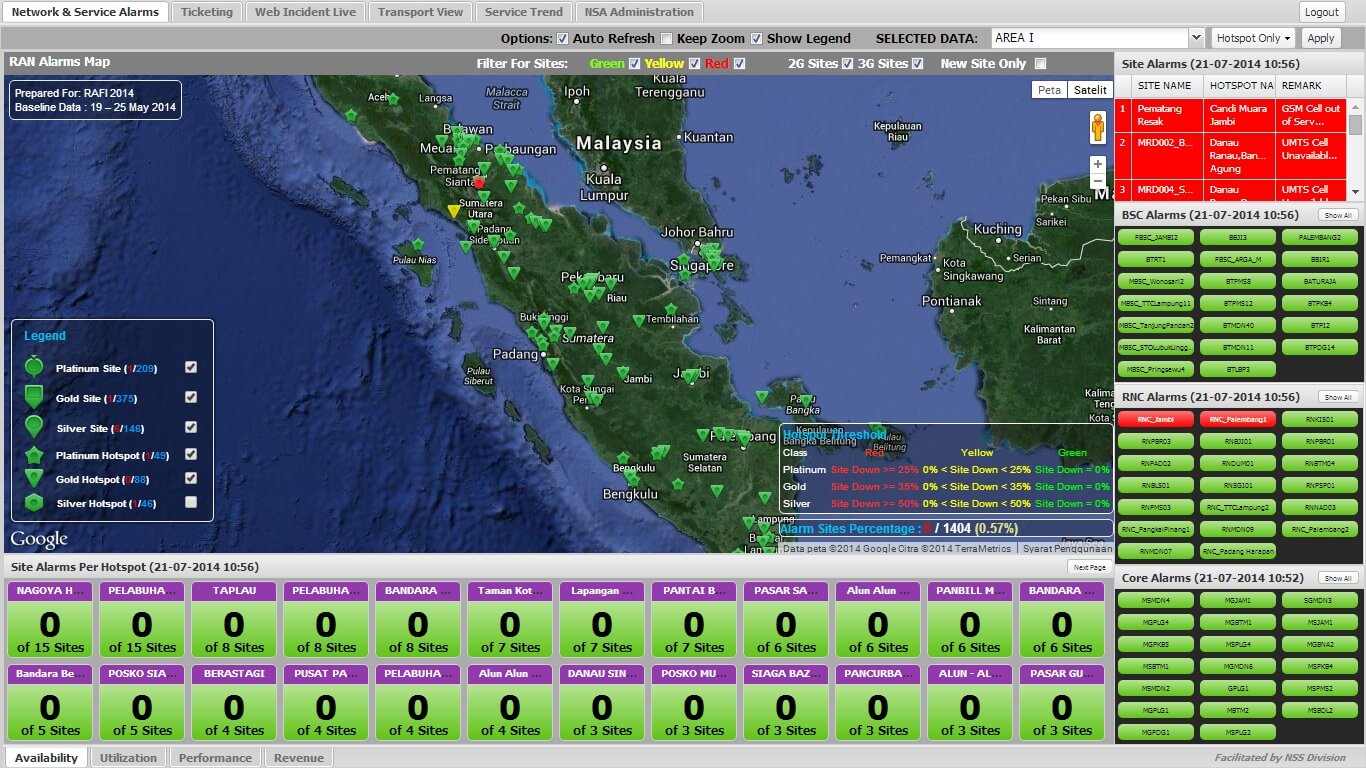 Network & Service Alarms Ticketing Web Incident Live Transport View Service Trend NSA Administration Logout
Options: Auto Refresh Keep Zoom Show Legend SELECTED DATA: AREA I Hotspot Only Apply
RAN Alarms Map Filter For Sites: Green Yellow Red 2G Sites 3G Sites New Site Only
Prepared For: RAFI 2014
Baseline Data : 19 – 25 May 2014
Peta Satelit
Aceh
Langsa
Malacca
Strait
Ipoh
Kuala
Terengganu
Belawan
Medan
Perbaungan
Malaysia
Kuantan
Kepulauan
Riau
Pematang
Siantar
Kuala
Lumpur
Sumatera
Utara
Padang
Sidempuan
Johor Bahru
Singapore
Pulau Nias
Pekanbaru
Riau
Kuching
Serian
Pekan Sibu
Sarikei
Pemangkat
Kota
Singkawang
Pontianak
Sintang
Kalimantan
Barat
Bukittinggi
Sumatera
Tembilahan
Padang
Pulau
Siberut
Jambi
Jambi
Kota Sungai
Pulau
Bangka
Kepulauan
Bangka Belitung
Pulau
Belitung
Palembang
Sumatera
Selatan
Bengkulu
Bengkulu
Lampung
Legend
Platinum Site (1/209)
Gold Site (1/375)
Silver Site (6/146)
Platinum Hotspot (1/49)
Gold Hotspot (0/88)
Silver Hotspot (1/46)
Google
Hotspot Threshold
Class Red Yellow Green
Platinum Site Down >= 25% 0% < Site Down < 25% Site Down = 0%
Gold Site Down >= 35% 0% < Site Down < 35% Site Down = 0%
Silver Site Down >= 50% 0% < Site Down < 50% Site Down = 0%
Alarm Sites Percentage : 8 / 1404 (0.57%)
Data peta ©2014 Google Citra ©2014 TerraMetrics Syarat Penggunaan
Site Alarms (21-07-2014 10:56)
SITE NAME HOTSPOT NA REMARK
1 Pematang Resak Candi Muara Jambi GSM Cell out of Serv...
2 MRD002_B... Danau Ranau,Ban... Agung UMTS Cell Unavailabl...
3 MRD004_S... Danau UMTS Cell
BSC Alarms (21-07-2014 10:56) Show All
FBSC_JAMBI2 BBJI3 PALEMBANG2
BTRT1 FBSC_ARGA_M BBIR1
MBSC_Wonosari2 BTPMS8 BATURAJA
MBSC_TTCLampung11 BTPMS12 BTPKB4
MBSC_TanjungPandan2 BTMDN40 BTPI2
MBSC_STOLubukLingg BTMDN11 BTPDG14
MBSC_Pringsewu4 BTLBP3
RNC Alarms (21-07-2014 10:56) Show All
RNC_Jambi RNC_Palembang1 RNKIS01
RNPBR03 RNBJI01 RNPBR01
RNPAD02 RNDUM01 RNBTM04
RNBLS01 RNSGI01 RNPSP01
RNPMS03 RNC_TTCLampung2 RNNAD03
RNC_PangkalPinang1 RNMDN09 RNC_Palembang2
RNMDN07 RNC_Padang Harapan
Core Alarms (21-07-2014 10:52) Show All
MSMDN4 MGJAM1 SGMDN3
MGPLG4 MGBTM1 MSJAM1
MGPKB3 MSPLG4 MGBNA2
MSBTM1 MGMDN6 MSPKB4
MSMDN2 GPLG1 MSPMS2
MGPLG1 MBTM2 MSBDL2
MGPDG1 MSPLG2
Site Alarms Per Hotspot (21-07-2014 10:56) Next Page
NAGOYA H... PELABUHA... TAPLAU PELABUHA... BANDARA ... Taman Kot... Lapangan ... PANTAI B... PASAR SA... Alun Alun ... PANBILL M... BANDARA ...
0 0 0 0 0 0 0 0 0 0 0 0
of 15 Sites of 15 Sites of 8 Sites of 8 Sites of 8 Sites of 7 Sites of 7 Sites of 7 Sites of 6 Sites of 6 Sites of 6 Sites of 6 Sites
Bandara Be... POSKO SIA... BERASTAGI PUSAT PA... PELABUHA... Alun Alun ... DANAU SIN... POSKO MU... SIAGA BAZ... PANCURBA... ALUN - AL... PASAR GU...
0 0 0 0 0 0 0 0 0 0 0 0
of 5 Sites of 5 Sites of 4 Sites of 4 Sites of 4 Sites of 4 Sites of 3 Sites of 3 Sites of 3 Sites of 3 Sites of 3 Sites of 3 Sites
Availability Utilization Performance Revenue Facilitated by NSS Division